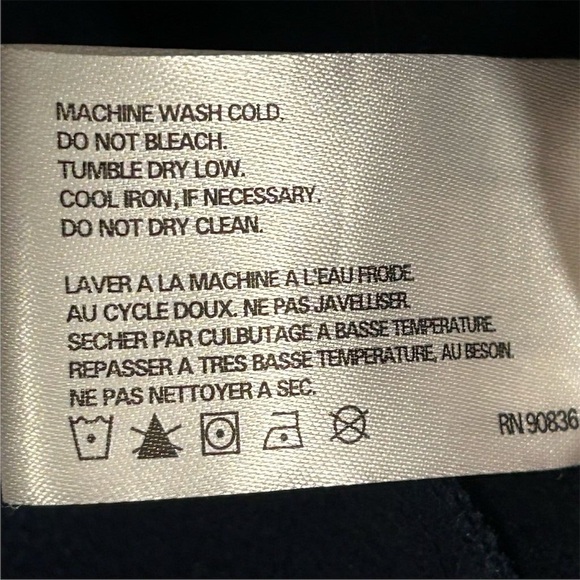 MACHINE WASH COLD.
DO NOT BLEACH.
TUMBLE DRY LOW.
COOL IRON, IF NECESSARY.
DO NOT DRY CLEAN.
LAVER A LA MACHINE A L'EAU FROIDE.
AU CYCLE DOUX. NE PAS JAVELLISER.
SECHER PAR CULBUTAGE A BASSE TEMPERATURE.
REPASSER A TRES BASSE TEMPERATURE, AU BESOIN.
NE PAS NETTOYER A SEC.
RN 90836